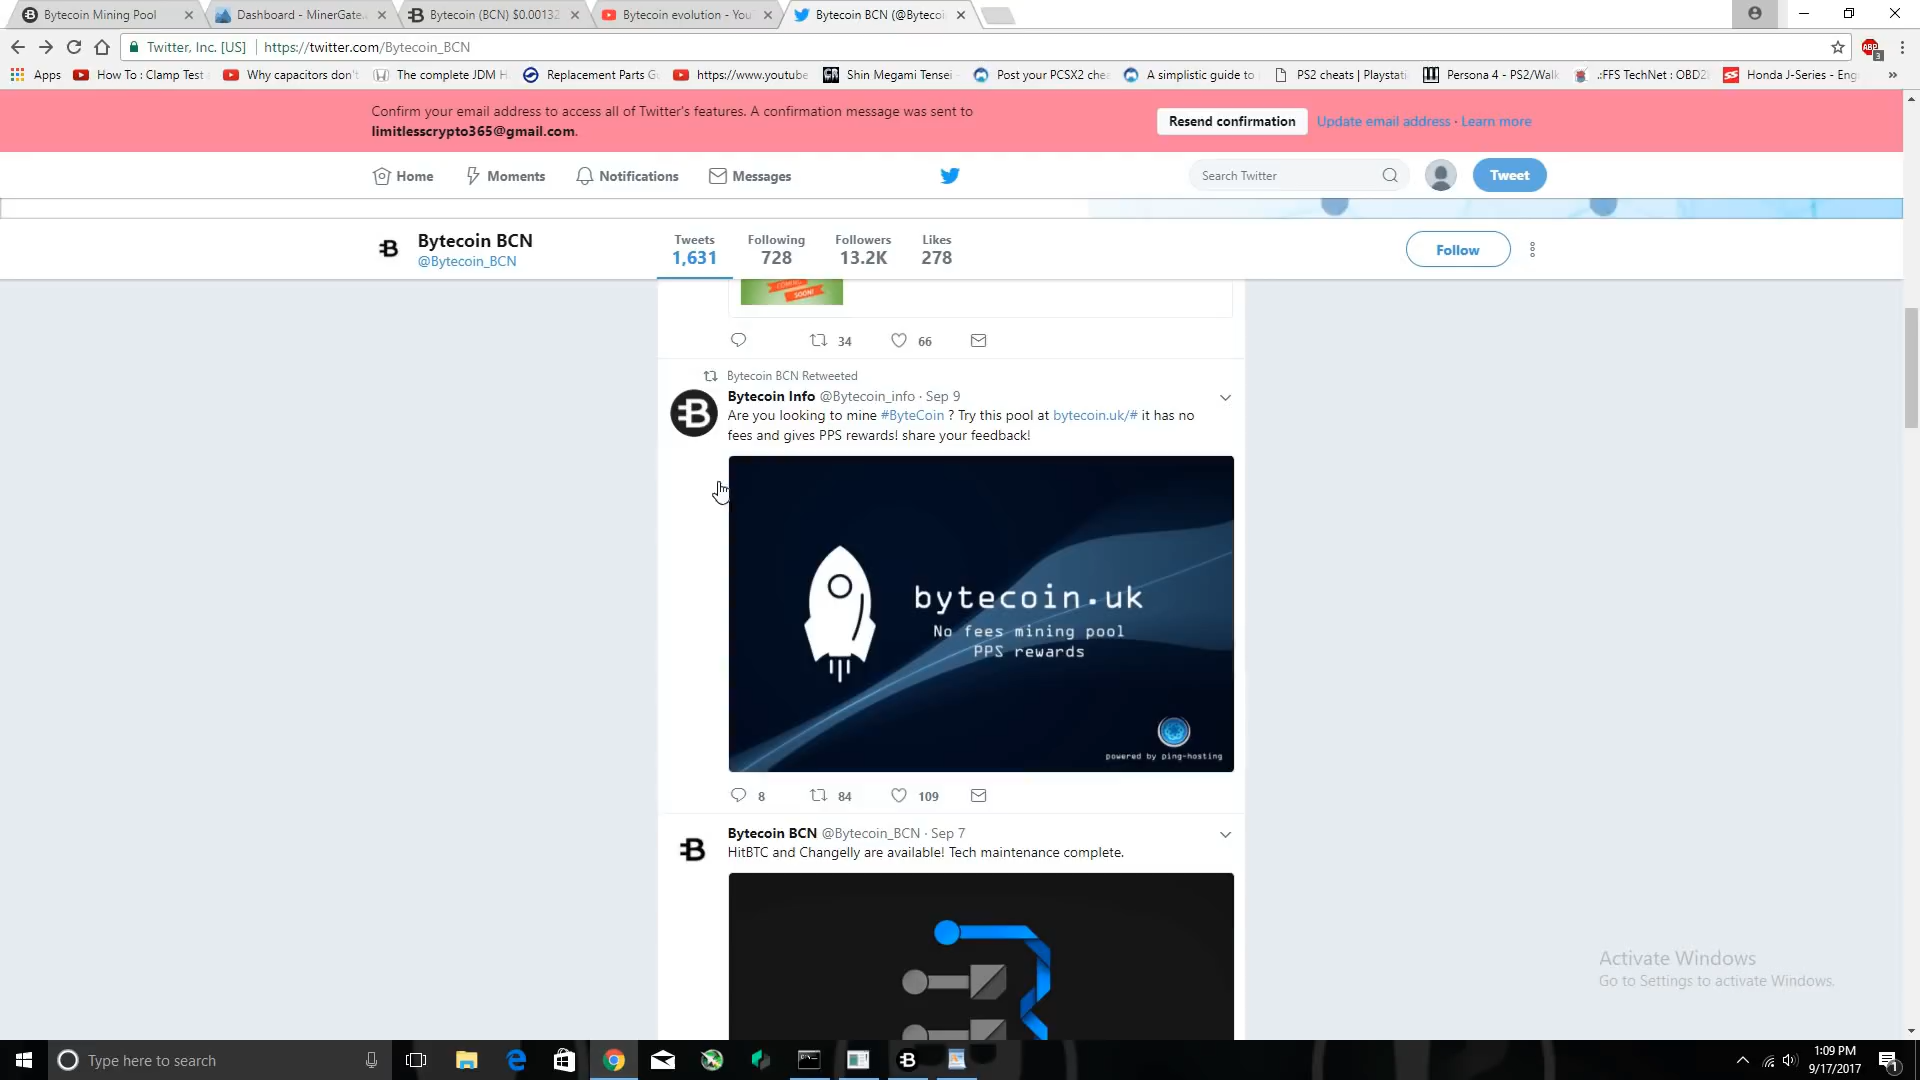 Bytecoin Mining Pool
Dashboard - MinerGate.
Bytecoin (BCN) $0.00132
Bytecoin evolution - You
Bytecoin BCN (@Byteco
Twitter, Inc. [US]
https://twitter.com/Bytecoin_BCN
ABP
3
Apps
How To : Clamp Test
Why capacitors don'
The complete JDM H
Replacement Parts G
https://www.youtube
Shin Megami Tensei
Post your PCSX2 chea
A simplistic guide to
PS2 cheats | Playstati
Persona 4 - PS2/Walk
.:FFS TechNet : OBD2
Honda J-Series - Eng
Confirm your email address to access all of Twitter's features. A confirmation message was sent to
limitlesscrypto365@gmail.com.
Resend confirmation
Update email address · Learn more
Home
Moments
Notifications
Messages
Search Twitter
Tweet
Bytecoin BCN
@Bytecoin_BCN
Tweets
1,631
Following
728
Followers
13.2K
Likes
278
Follow
COMING
SOON!
34
66
Bytecoin BCN Retweeted
Bytecoin Info @Bytecoin_info · Sep 9
Are you looking to mine #ByteCoin ? Try this pool at bytecoin.uk/# it has no
fees and gives PPS rewards! share your feedback!
bytecoin.uk
No fees mining pool
PPS rewards
powered by ping-hosting
8
84
109
Bytecoin BCN @Bytecoin_BCN · Sep 7
HitBTC and Changelly are available! Tech maintenance complete.
Activate Windows
Go to Settings to activate Windows.
Type here to search
1:09 PM
9/17/2017
1